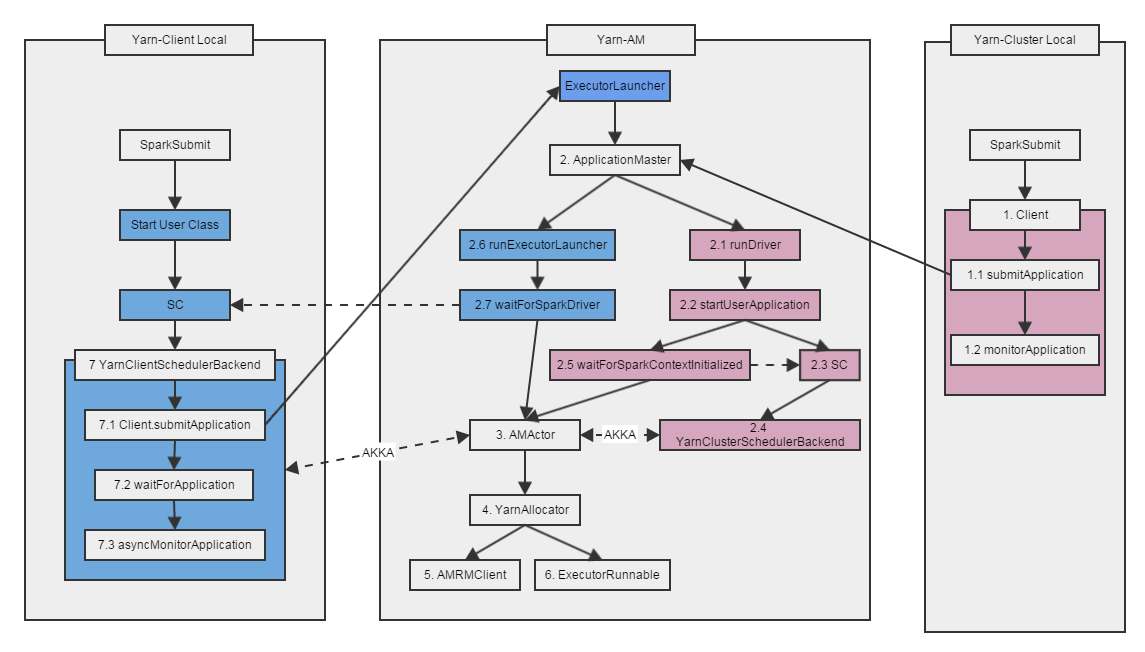 Yarn-Client Local
SparkSubmit
Start User Class
SC
7 YarnClientSchedulerBackend
7.1 Client.submitApplication
7.2 waitForApplication
7.3 asyncMonitorApplication
AKKA
Yarn-AM
ExecutorLauncher
2. ApplicationMaster
2.6 runExecutorLauncher
2.1 runDriver
2.7 waitForSparkDriver
2.2 startUserApplication
2.5 waitForSparkContextInitialized
2.3 SC
3. AMActor
AKKA
2.4
YarnClusterSchedulerBackend
4. YarnAllocator
5. AMRMClient
6. ExecutorRunnable
Yarn-Cluster Local
SparkSubmit
1. Client
1.1 submitApplication
1.2 monitorApplication